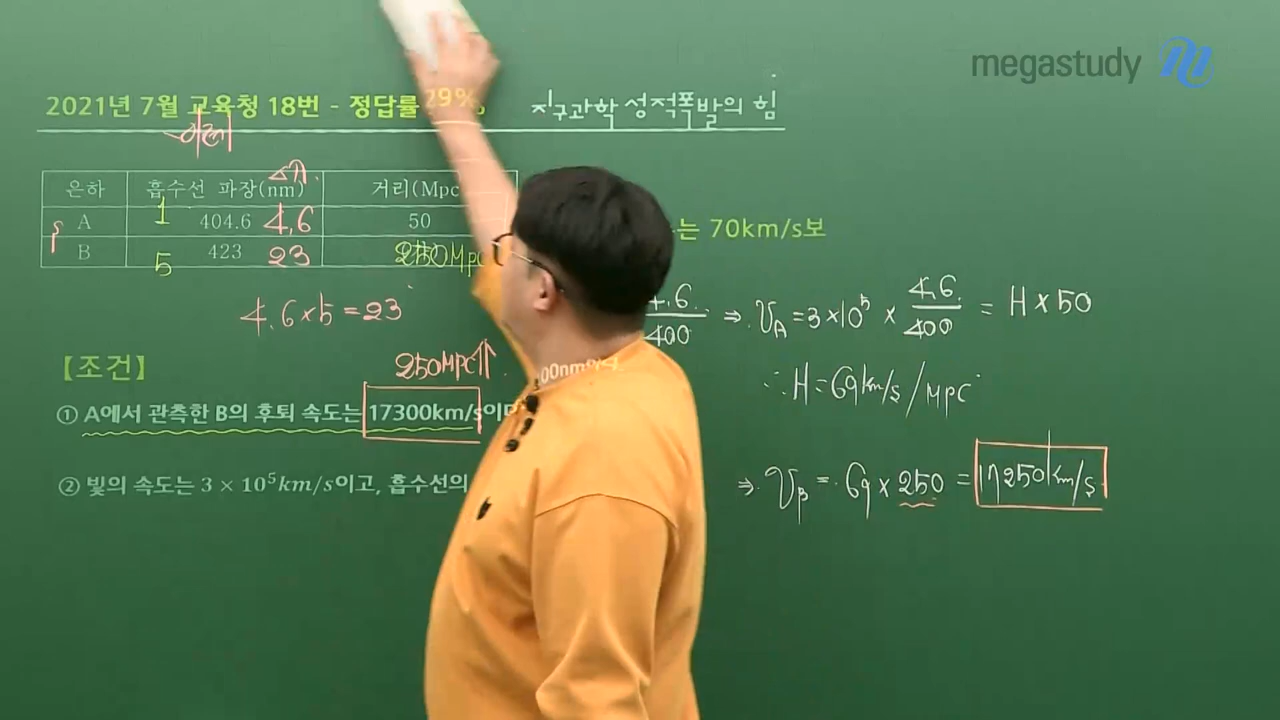 megastudy
2021년 7월 교육청 18번 - 정답률 29%
지구과학 성적폭발의 힘
은하 흡수선 파장(nm) 거리(Mpc
A 404.6 50
B 423
1 4.6
5 23
250Mpc
4.6×5=23
는 70km/s보
4.6
400
⇒ V_A = 3×10⁵ × 4.6/400 = H×50
∴ H=69km/s/Mpc
⇒ V_B = 69×250 = 17250km/s
【조건】
250MPC↑
00nm
① A에서 관측한 B의 후퇴 속도는 17300km/s이며
② 빛의 속도는 3 × 10⁵km/s이고, 흡수선의